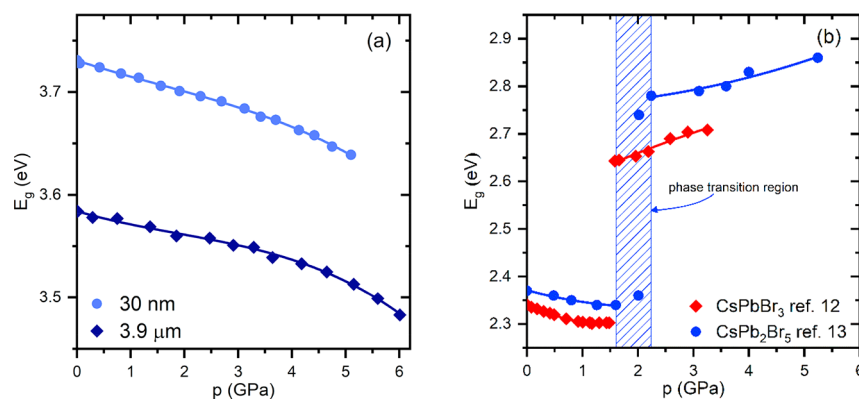 (a)
3.7
3.6
3.5
E_g (eV)
30 nm
3.9 μm
0 1 2 3 4 5 6
p (GPa)
(b)
2.9
2.8
2.7
2.6
2.5
2.4
2.3
E_g (eV)
phase transition region
CsPbBr₃ ref. 12
CsPb₂Br₅ ref. 13
0 1 2 3 4 5 6
p (GPa)